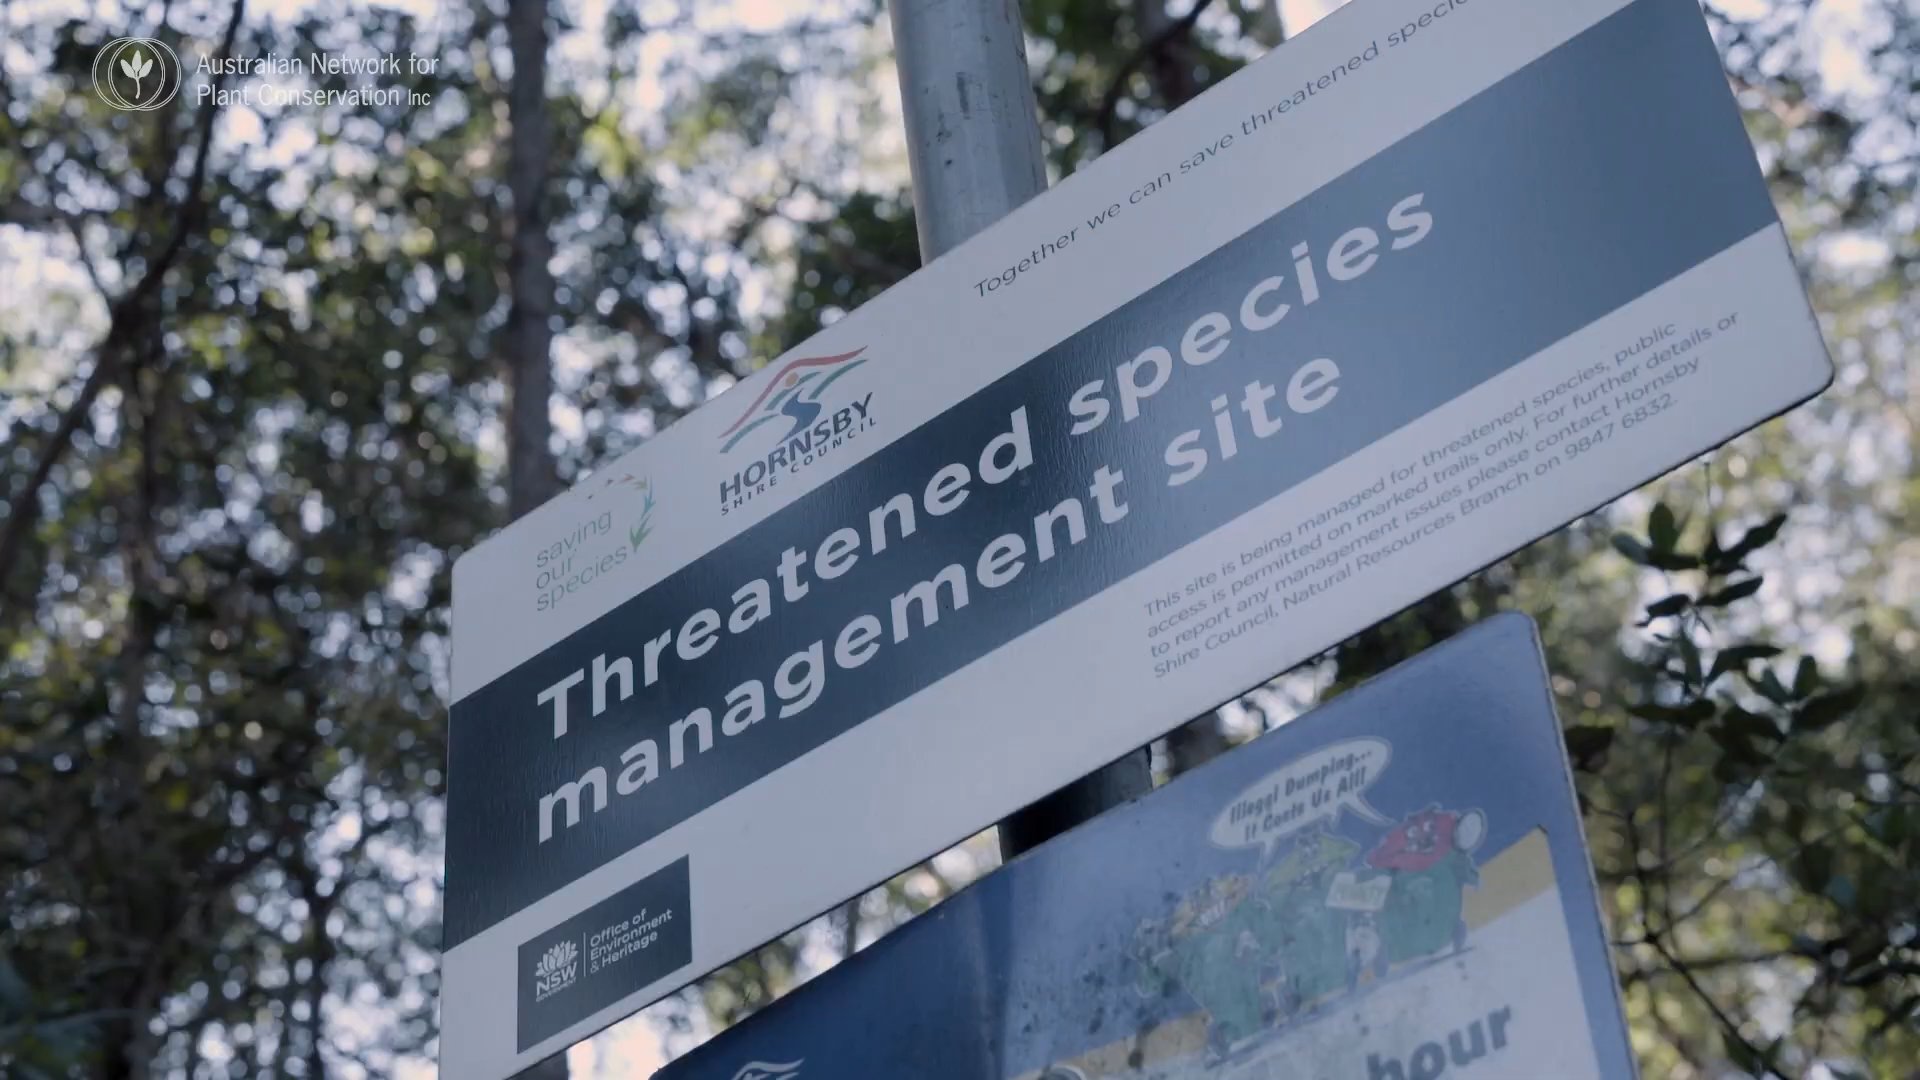 Australian Network for
Plant Conservation Inc
Together we can save threatened
saving
our
species
HORNSBY
SHIRE COUNCIL
Threatened species
management site
This site is being managed for threatened species, public
access is permitted on marked trails only. For further details or
to report any management issues please contact Hornsby
Shire Council, Natural Resources Branch on 9847 6832.
NSW
GOVERNMENT
Office of
Environment
& Heritage
Illegal Dumping...
It Costs Us All!
hour